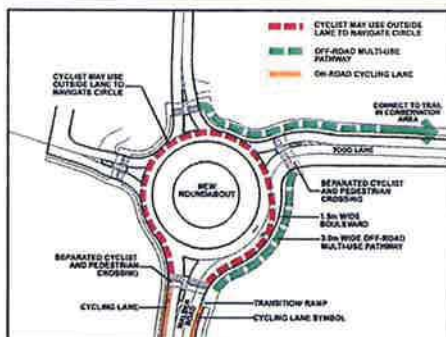 CYCLIST MAY USE OUTSIDE
LANE TO NAVIGATE CIRCLE
OFF-ROAD MULTI-USE
PATHWAY
ON-ROAD CYCLING LANE
CYCLIST MAY USE
OUTSIDE LANE TO
NAVIGATE CIRCLE
CONNECT TO TRAIL
IN CONSERVATION
AREA
LANE
NEW
ROUNDABOUT
SEPARATED CYCLIST
AND PEDESTRIAN
CROSSING
1.5m WIDE
BOULEVARD
3.0m WIDE OFF-ROAD
MULTI-USE PATHWAY
SEPARATED CYCLIST
AND PEDESTRIAN
CROSSING
CYCLING LANE
ROAD
TRANSITION RAMP
CYCLING LANE SYMBOL